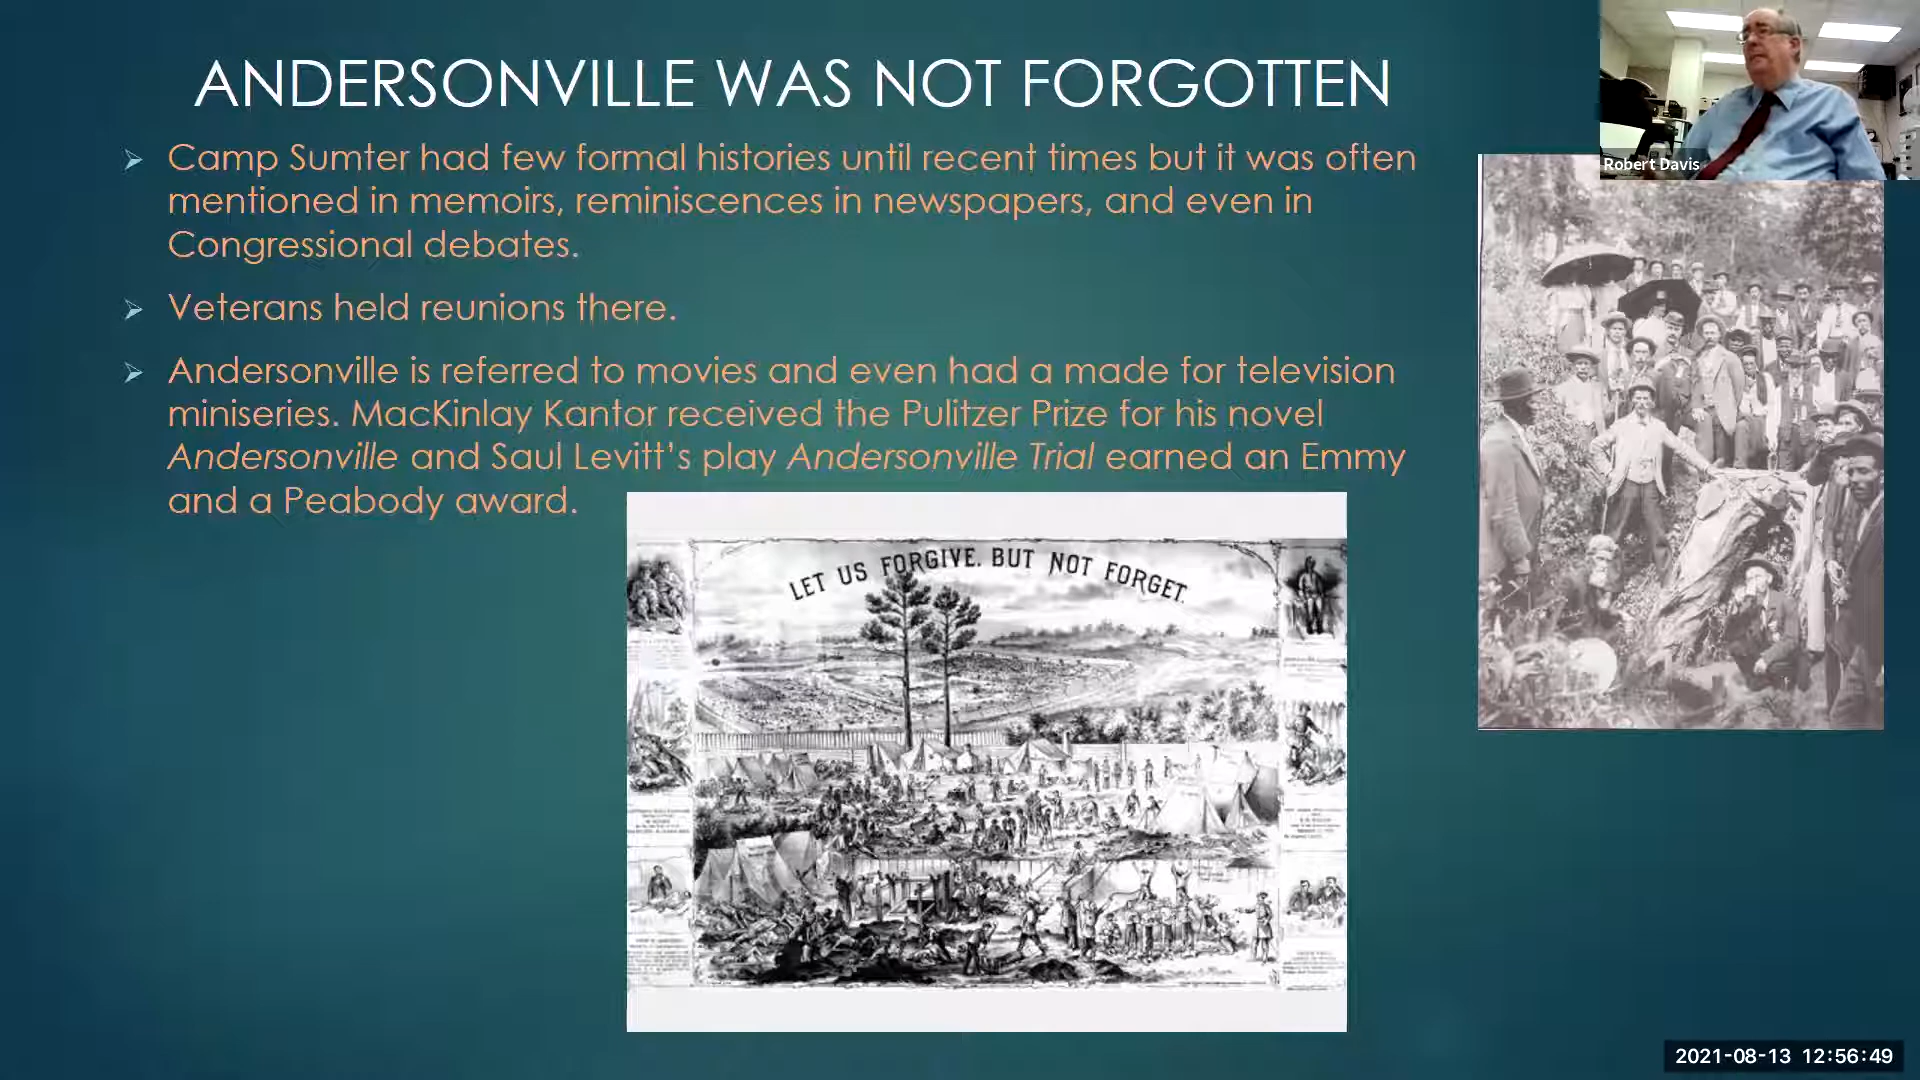 ANDERSONVILLE WAS NOT FORGOTTEN
Camp Sumter had few formal histories until recent times but it was often
mentioned in memoirs, reminiscences in newspapers, and even in
Congressional debates.
Veterans held reunions there.
Andersonville is referred to movies and even had a made for television
miniseries. MacKinlay Kantor received the Pulitzer Prize for his novel
Andersonville and Saul Levitt’s play Andersonville Trial earned an Emmy
and a Peabody award.
LET US FORGIVE. BUT NOT FORGET.
Robert Davis
2021-08-13 12:56:49